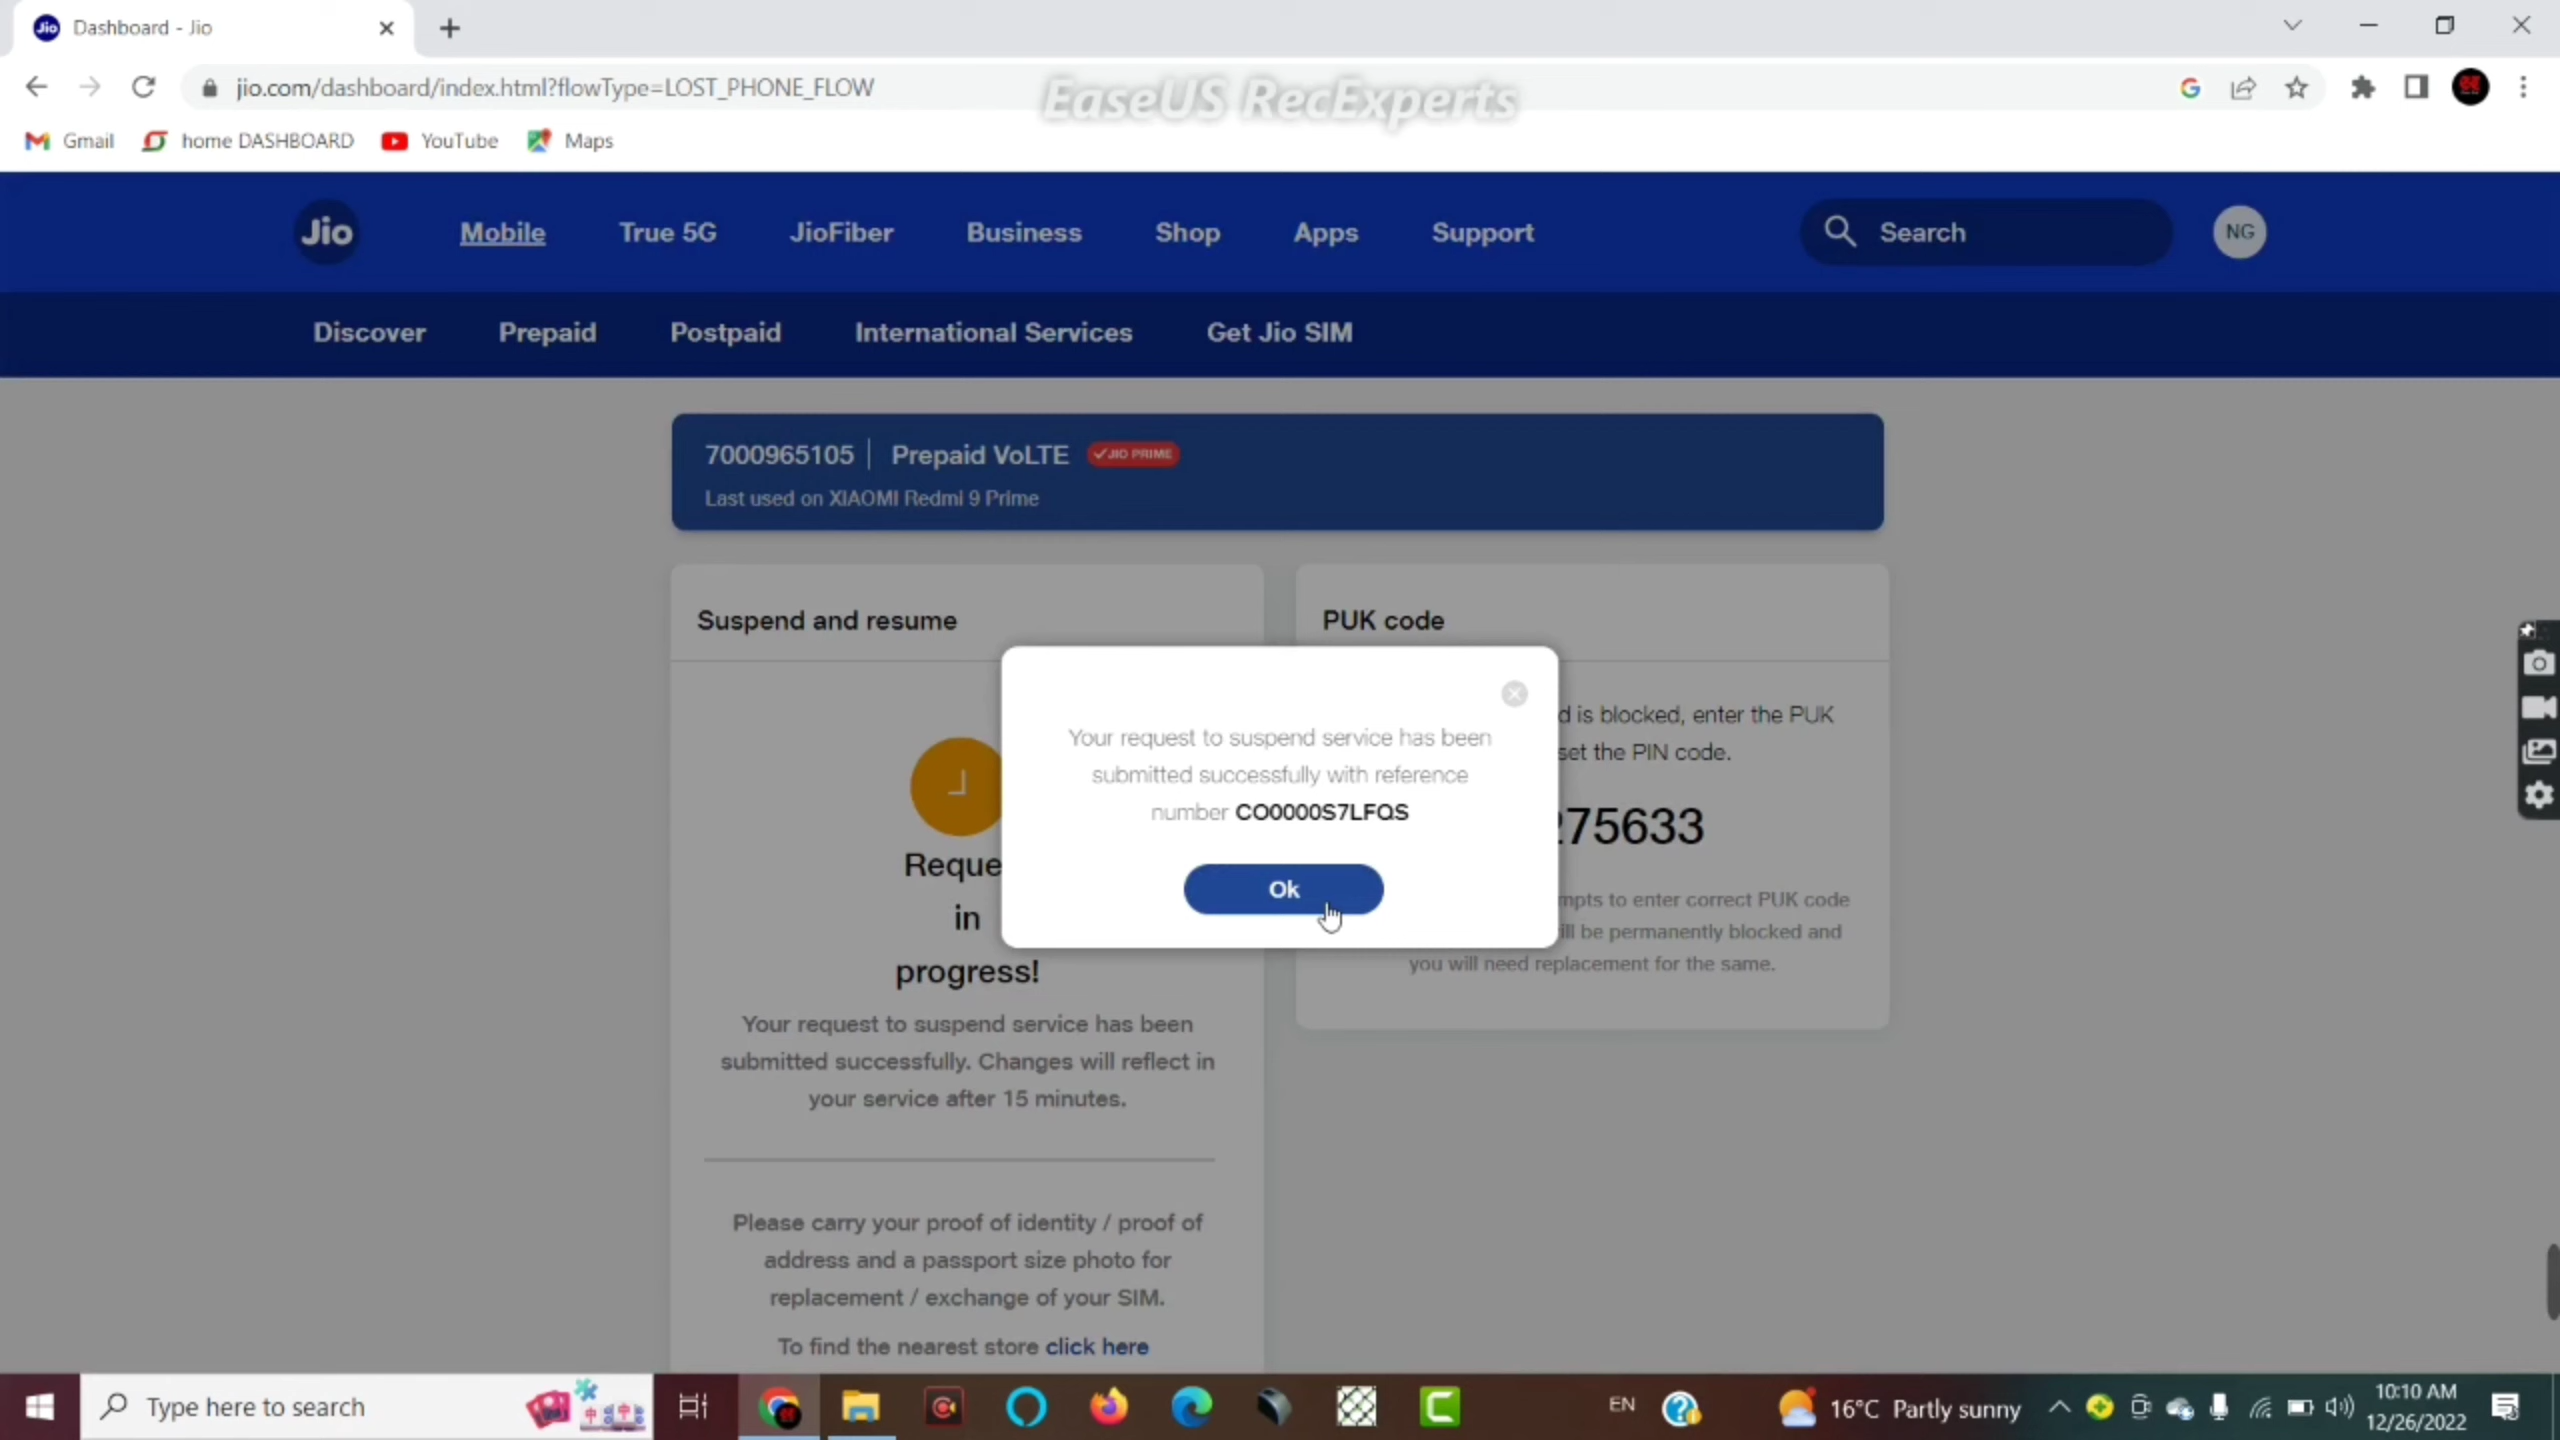 Jio Dashboard - Jio
jio.com/dashboard/index.html?flowType=LOST_PHONE_FLOW
EaseUS RecExperts
Gmail home DASHBOARD YouTube Maps
Jio Mobile True 5G JioFiber Business Shop Apps Support Search NG
Discover Prepaid Postpaid International Services Get Jio SIM
7000965105 | Prepaid VoLTE JIO PRIME
Last used on XIAOMI Redmi 9 Prime
Suspend and resume
Reque
in
progress!
Your request to suspend service has been
submitted successfully. Changes will reflect in
your service after 15 minutes.
Please carry your proof of identity / proof of
address and a passport size photo for
replacement / exchange of your SIM.
To find the nearest store click here
PUK code
d is blocked, enter the PUK
set the PIN code.
75633
mpts to enter correct PUK code
ill be permanently blocked and
you will need replacement for the same.
Your request to suspend service has been
submitted successfully with reference
number CO0000S7LFQS
Ok
Type here to search
EN
16°C Partly sunny
10:10 AM
12/26/2022